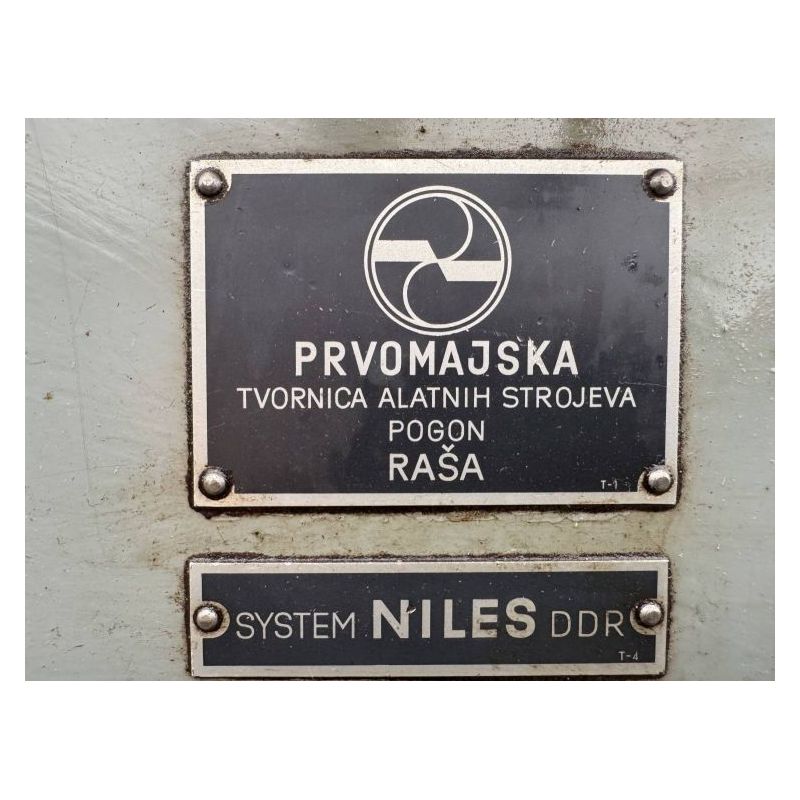 PRVOMAJSKA
TVORNICA ALATNIH STROJEVA
POGON
RAŠA
T-1
SYSTEM NILES DDR
T-4